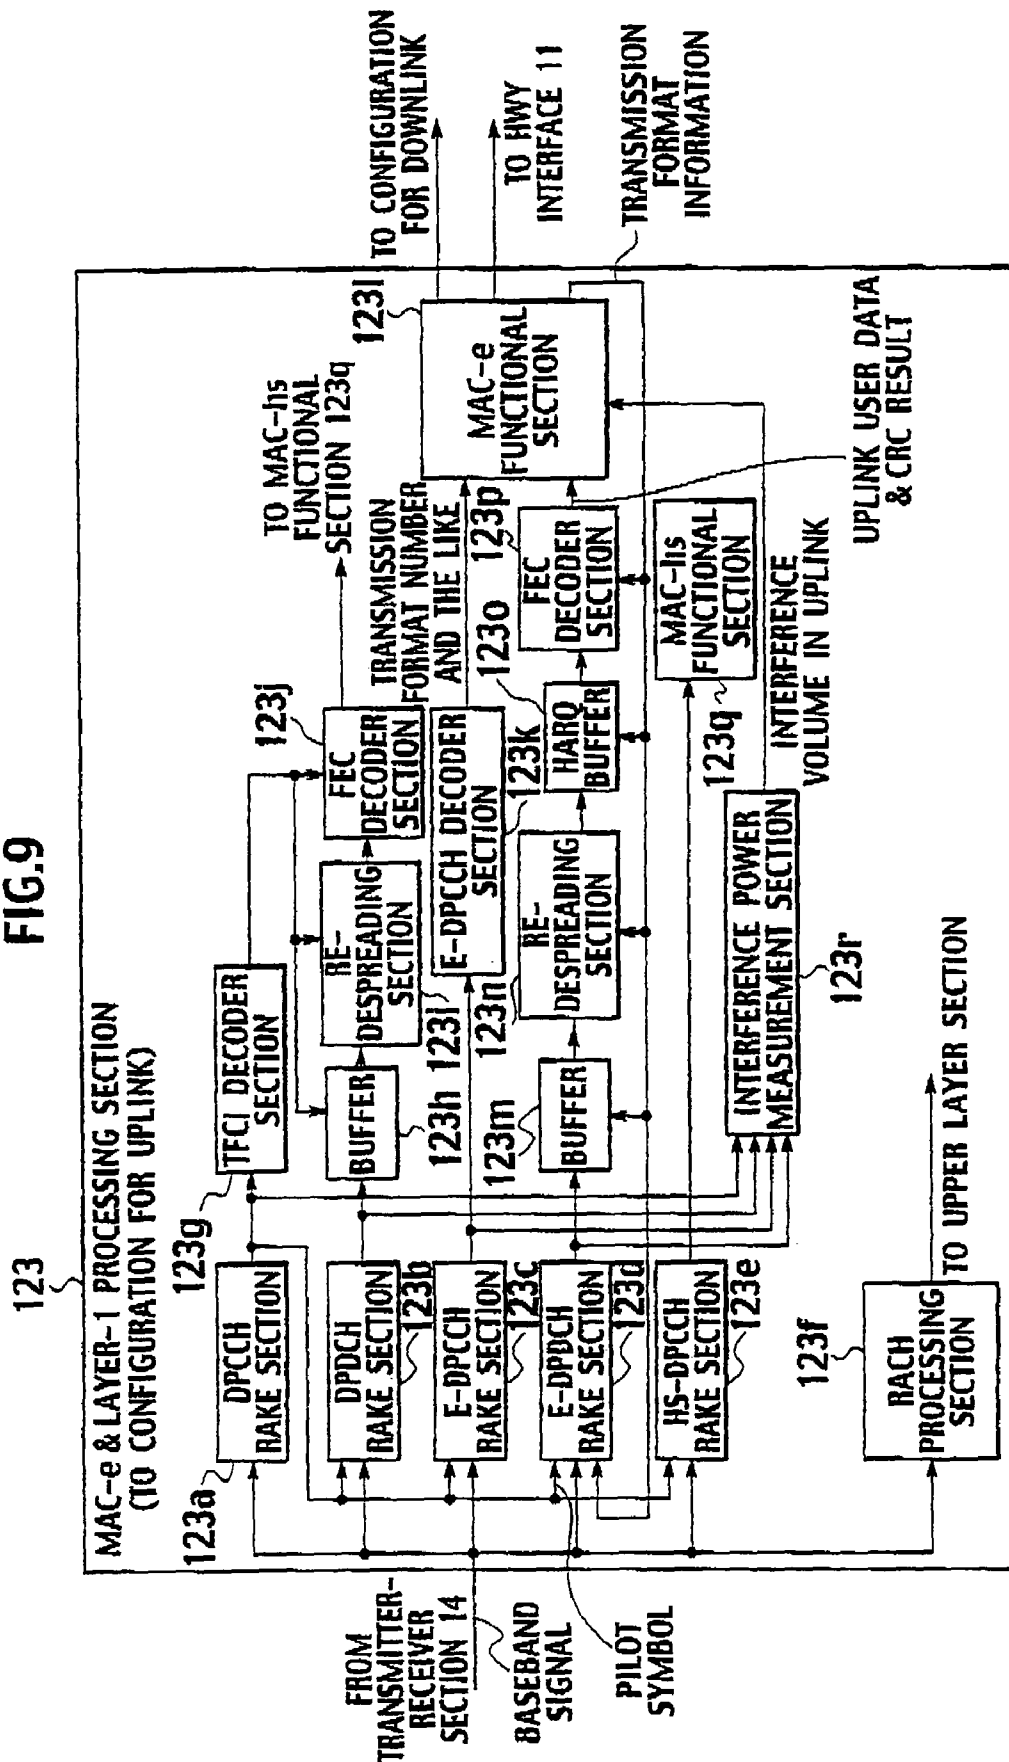 FIG.9
123
MAC-e & LAYER-1 PROCESSING SECTION
(TO CONFIGURATION FOR UPLINK)
FROM
TRANSMITTER-
RECEIVER
SECTION 14
BASEBAND
SIGNAL
PILOT
SYMBOL
123a
DPCCH
RAKE SECTION
DPDCH
RAKE SECTION
123b
E-DPCCH
RAKE SECTION
123c
E-DPDCH
RAKE SECTION
123d
HS-DPCCH
RAKE SECTION
123e
123f
RACH
PROCESSING
SECTION
TO UPPER LAYER SECTION
123g
TFCI DECODER
SECTION
BUFFER
123h
RE-
DESPREADING
SECTION
123i
123j
FEC
DECODER
SECTION
TO MAC-hs
FUNCTIONAL
SECTION 123q
E-DPCCH DECODER
SECTION
123k
TRANSMISSION
FORMAT NUMBER
AND THE LIKE
123m
BUFFER
123n
RE-
DESPREADING
SECTION
123o
HARQ
BUFFER
123p
FEC
DECODER
SECTION
123l
MAC-e
FUNCTIONAL
SECTION
MAC-hs
FUNCTIONAL
SECTION
123q
INTERFERENCE POWER
MEASUREMENT SECTION
123r
INTERFERENCE
VOLUME IN UPLINK
UPLINK USER DATA
& CRC RESULT
TO CONFIGURATION
FOR DOWNLINK
TO HWY
INTERFACE 11
TRANSMISSION
FORMAT
INFORMATION